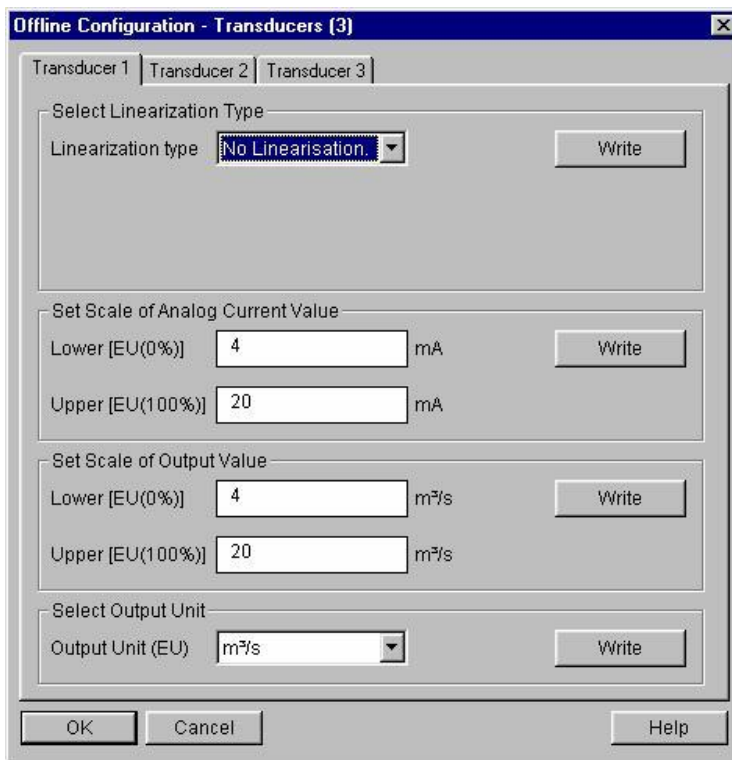 Offline Configuration - Transducers (3)
Transducer 1 Transducer 2 Transducer 3
Select Linearization Type
Linearization type No Linearisation. Write
Set Scale of Analog Current Value
Lower [EU(0%)] 4 mA Write
Upper [EU(100%)] 20 mA
Set Scale of Output Value
Lower [EU(0%)] 4 m³/s Write
Upper [EU(100%)] 20 m³/s
Select Output Unit
Output Unit (EU) m³/s Write
OK Cancel Help